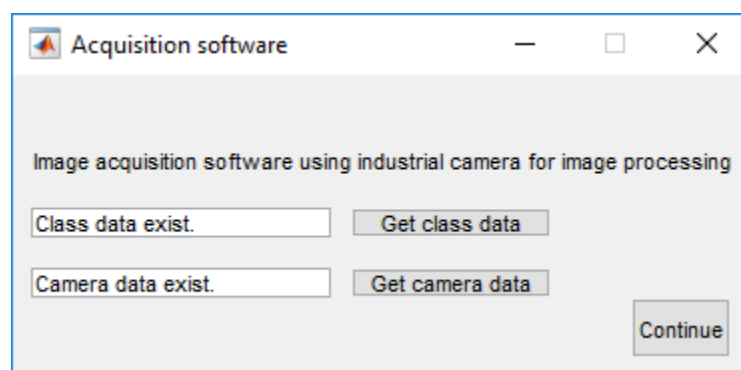 Acquisition software
Image acquisition software using industrial camera for image processing
Class data exist. Get class data
Camera data exist. Get camera data
Continue